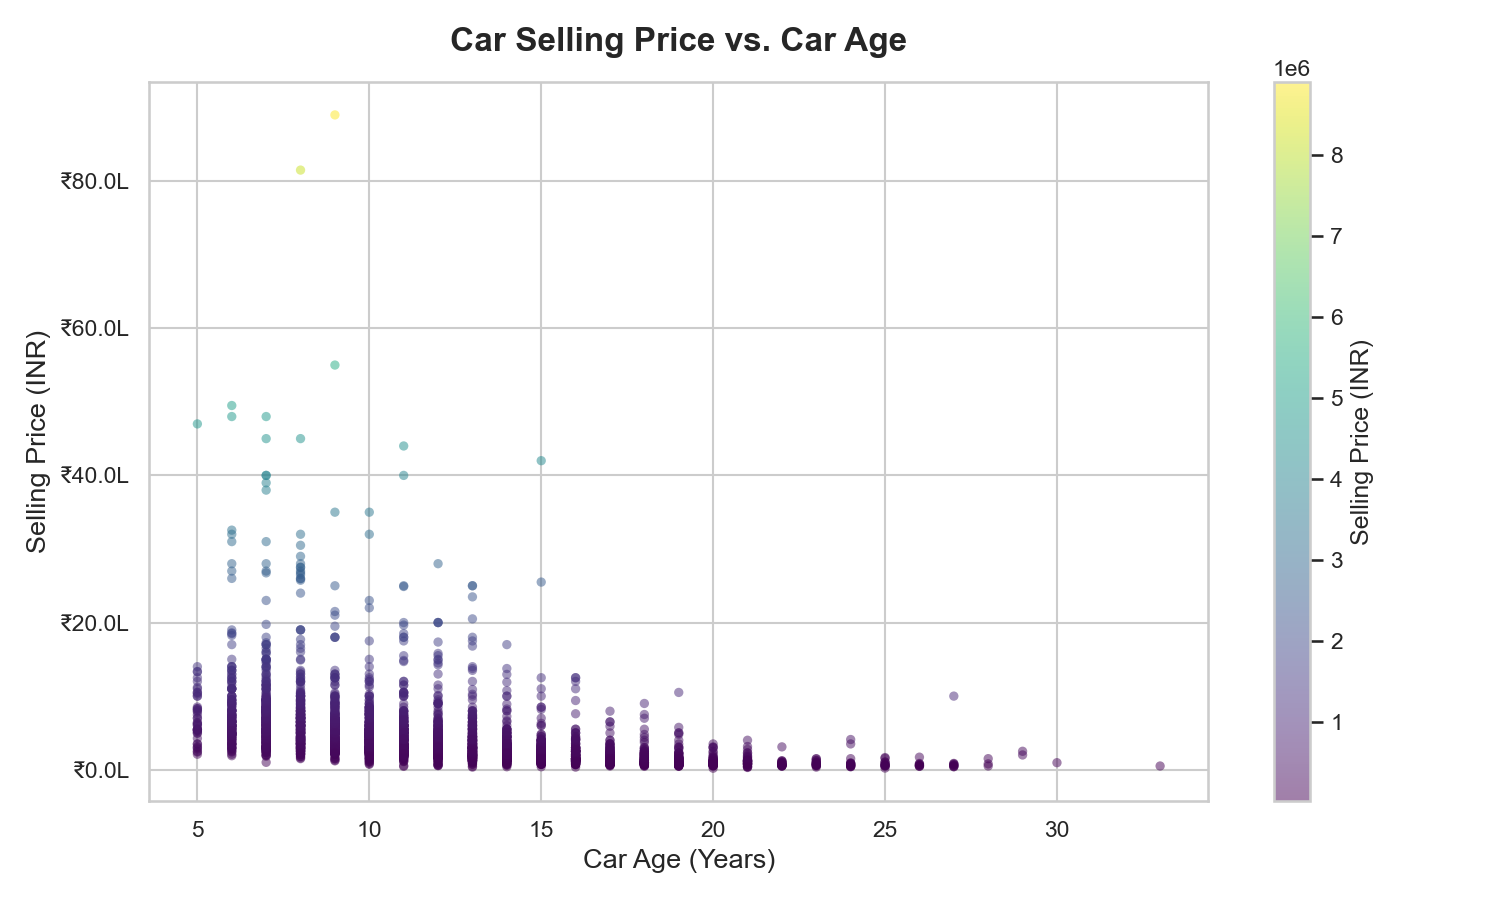 Car Selling Price vs. Car Age
1e6
₹80.0L
₹60.0L
₹40.0L
₹20.0L
₹0.0L
Selling Price (INR)
5
10
15
20
25
30
Car Age (Years)
8
7
6
5
4
3
2
1
Selling Price (INR)